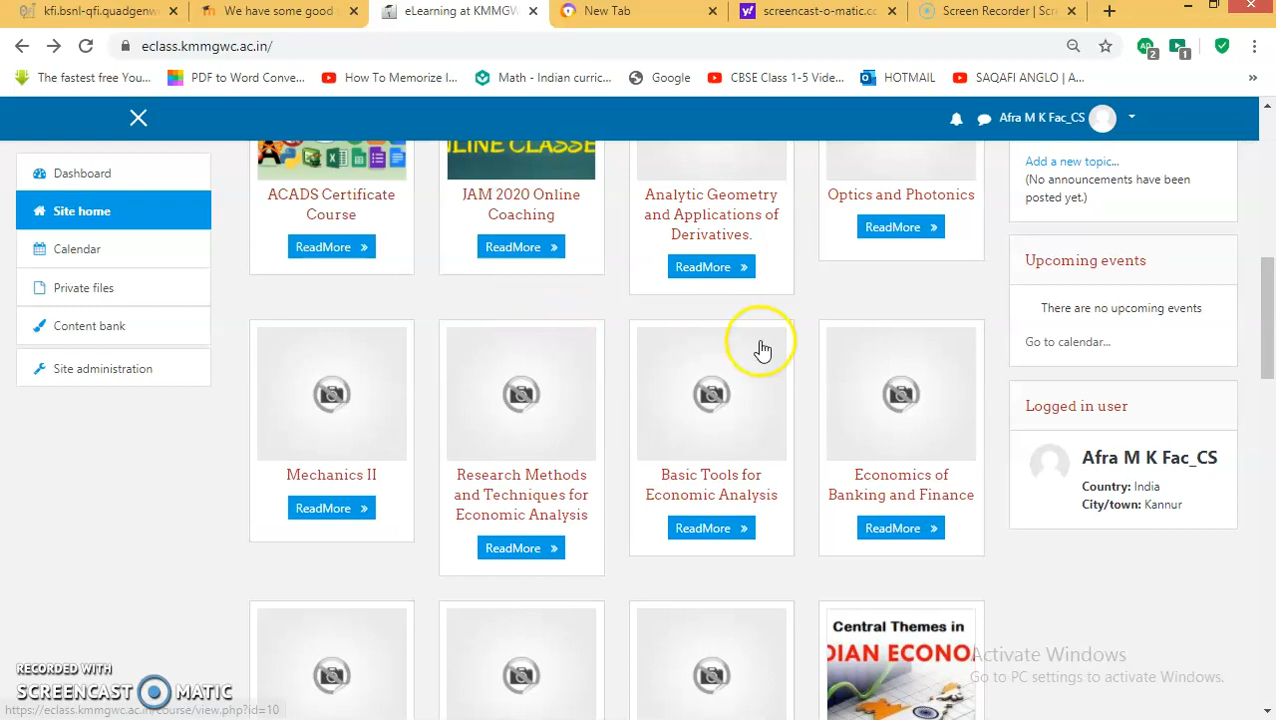 kfi.bsnl-qfi.quadgenw
We have some good
eLearning at KMMGW
New Tab
screencast-o-matic.cc
Screen Recorder | Scr
eclass.kmmgwc.ac.in/
2
1
The fastest free You...
PDF to Word Conve...
How To Memorize I...
Math - Indian curric...
Google
CBSE Class 1-5 Vide...
HOTMAIL
SAQAFI ANGLO | A...
Afra M K Fac_CS
Dashboard
Site home
Calendar
Private files
Content bank
Site administration
NLINE CLASSE
ACADS Certificate
Course
ReadMore »
JAM 2020 Online
Coaching
ReadMore »
Analytic Geometry
and Applications of
Derivatives.
ReadMore »
Optics and Photonics
ReadMore »
Mechanics II
ReadMore »
Research Methods
and Techniques for
Economic Analysis
ReadMore »
Basic Tools for
Economic Analysis
ReadMore »
Economics of
Banking and Finance
ReadMore »
Central Themes in
DIAN ECONO
Add a new topic...
(No announcements have been
posted yet.)
Upcoming events
There are no upcoming events
Go to calendar...
Logged in user
Afra M K Fac_CS
Country: India
City/town: Kannur
Activate Windows
Go to PC settings to activate Windows.
RECORDED WITH
SCREENCAST MATIC
https://eclass.kmmgwc.ac.in/course/view.php?id=10